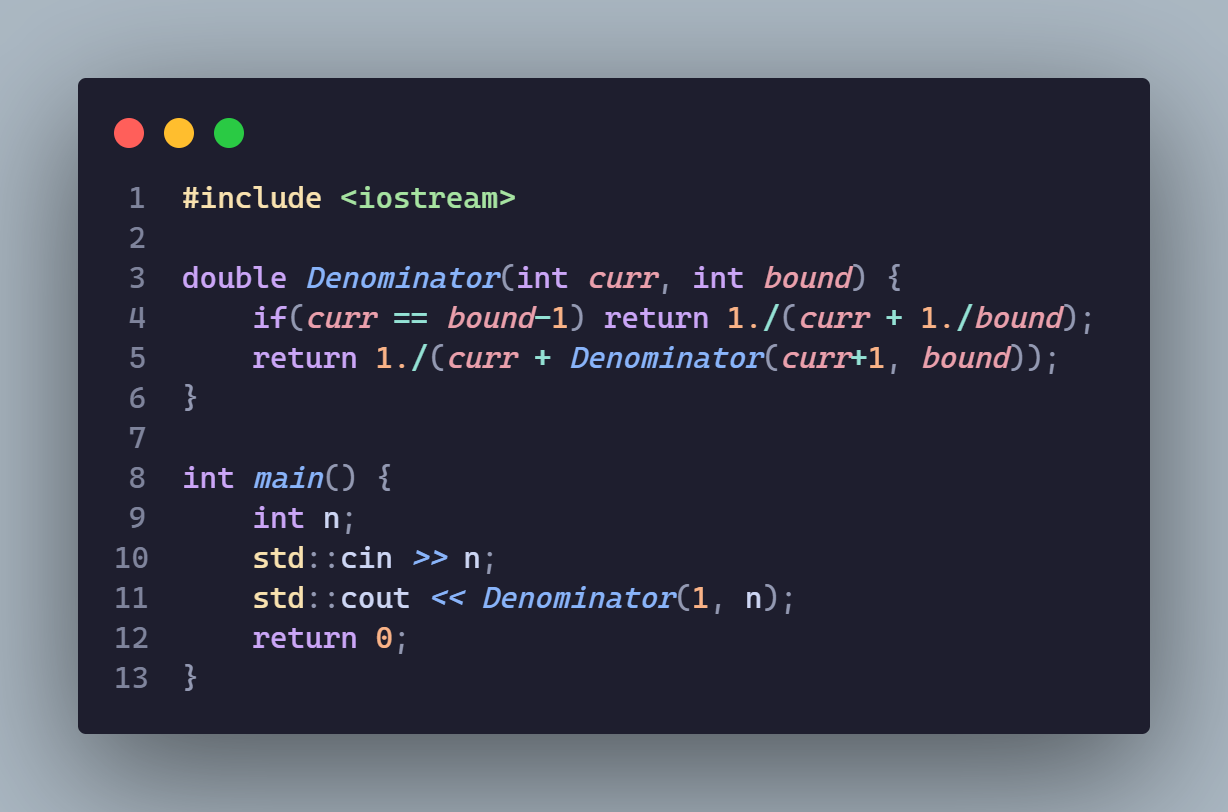 1 #include <iostream>
2
3 double Denominator(int curr, int bound) {
4     if(curr == bound-1) return 1./(curr + 1./bound);
5     return 1./(curr + Denominator(curr+1, bound));
6 }
7
8 int main() {
9     int n;
10     std::cin >> n;
11     std::cout << Denominator(1, n);
12     return 0;
13 }